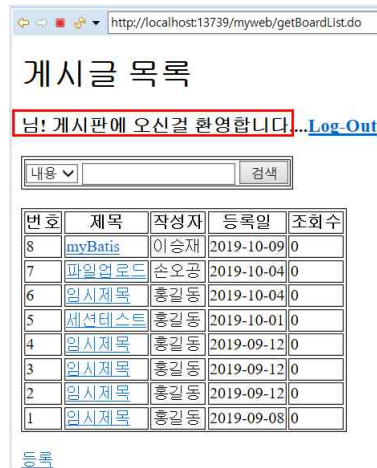 http://localhost:13739/myweb/getBoardList.do
게시글 목록
님! 게시판에 오신걸 환영합니다....Log-Out
내용 검색
번호 제목 작성자 등록일 조회수
8 myBatis 이승재 2019-10-09 0
7 파일업로드 손오공 2019-10-04 0
6 임시제목 홍길동 2019-10-04 0
5 세션테스트 홍길동 2019-10-01 0
4 임시제목 홍길동 2019-09-12 0
3 임시제목 홍길동 2019-09-12 0
2 임시제목 홍길동 2019-09-12 0
1 임시제목 홍길동 2019-09-08 0
등록